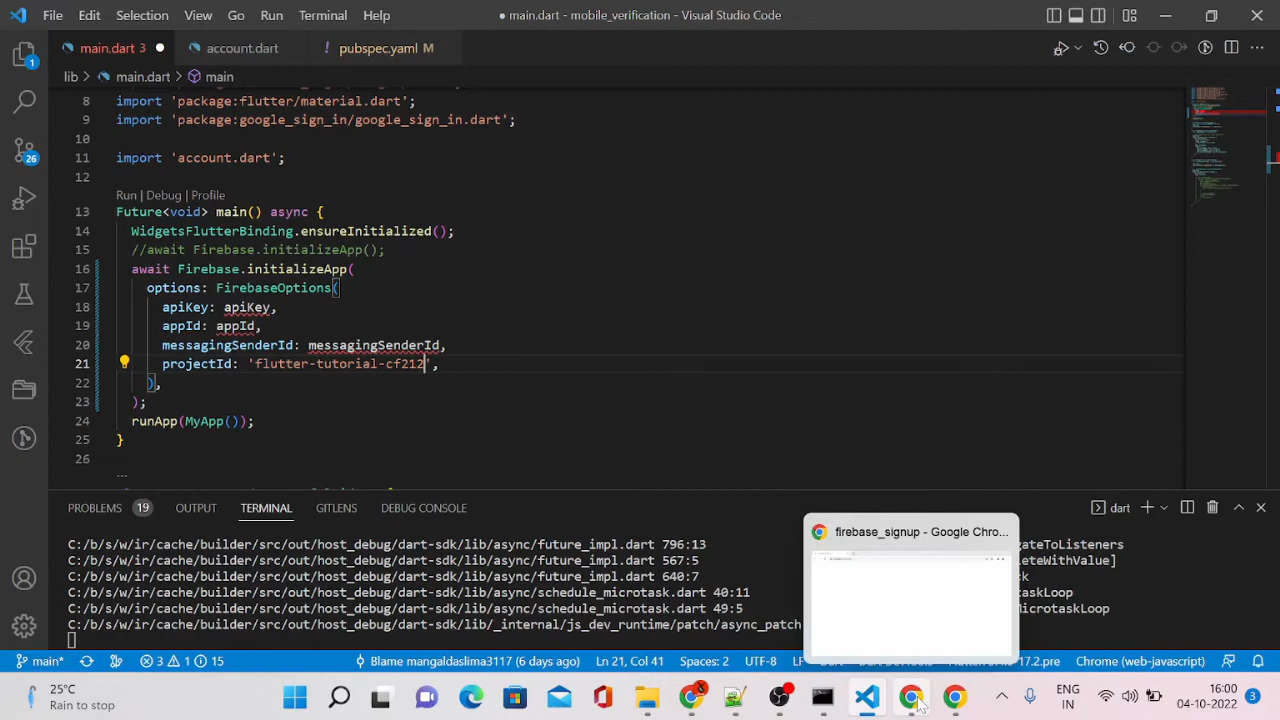 File Edit Selection View Go Run Terminal Help
● main.dart - mobile_verification - Visual Studio Code
main.dart 3 ●
account.dart
! pubspec.yaml M
lib > main.dart > main
8 import 'package:flutter/material.dart';
9 import 'package:google_sign_in/google_sign_in.dart';
10
11 import 'account.dart';
12
Run | Debug | Profile
13 Future<void> main() async {
14 WidgetsFlutterBinding.ensureInitialized();
15 //await Firebase.initializeApp();
16 await Firebase.initializeApp(
17 options: FirebaseOptions(
18 apiKey: apiKey,
19 appId: appId,
20 messagingSenderId: messagingSenderId,
21 projectId: 'flutter-tutorial-cf212',
22 ),
23 );
24 runApp(MyApp());
25 }
26
...
PROBLEMS 19 OUTPUT TERMINAL GITLENS DEBUG CONSOLE
dart
C:/b/s/w/ir/cache/builder/src/out/host_debug/dart-sdk/lib/async/future_impl.dart 796:13
C:/b/s/w/ir/cache/builder/src/out/host_debug/dart-sdk/lib/async/future_impl.dart 567:5
C:/b/s/w/ir/cache/builder/src/out/host_debug/dart-sdk/lib/async/future_impl.dart 640:7
C:/b/s/w/ir/cache/builder/src/out/host_debug/dart-sdk/lib/async/schedule_microtask.dart 40:11
C:/b/s/w/ir/cache/builder/src/out/host_debug/dart-sdk/lib/async/schedule_microtask.dart 49:5
C:/b/s/w/ir/cache/builder/src/out/host_debug/dart-sdk/lib/_internal/js_dev_runtime/patch/async_patch
firebase_signup - Google Chro...
main* 3 1 15 Blame mangaldaslima3117 (6 days ago) Ln 21, Col 41 Spaces: 2 UTF-8 Chrome (web-javascript)
1
26
25°C
Rain to stop
ENG
IN
16:00
04-10-2022
3